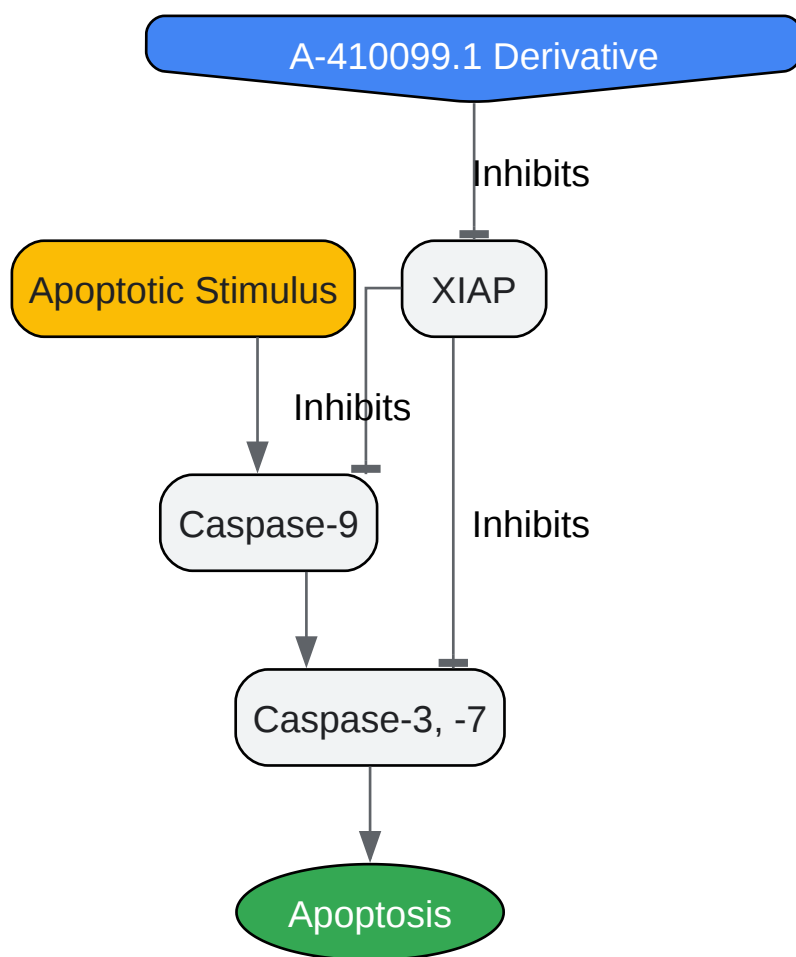 A-410099.1 Derivative
Inhibits
Apoptotic Stimulus
XIAP
Inhibits
Caspase-9
Inhibits
Caspase-3, -7
Apoptosis